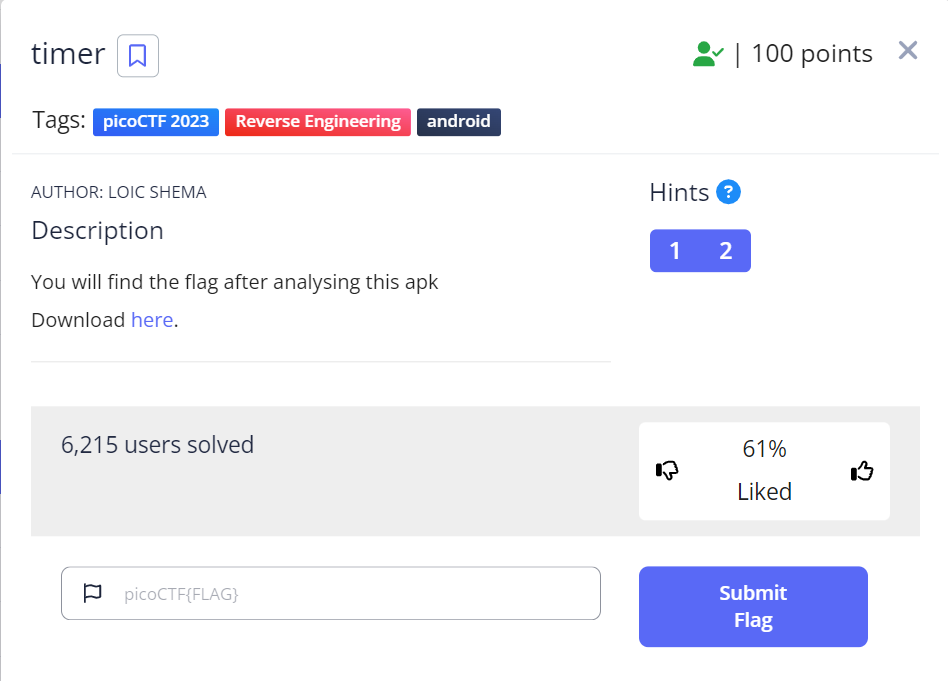 timer
| 100 points
Tags: picoCTF 2023 Reverse Engineering android
AUTHOR: LOIC SHEMA
Description
You will find the flag after analysing this apk
Download here.
Hints ?
1 2
6,215 users solved
61%
Liked
picoCTF{FLAG}
Submit
Flag